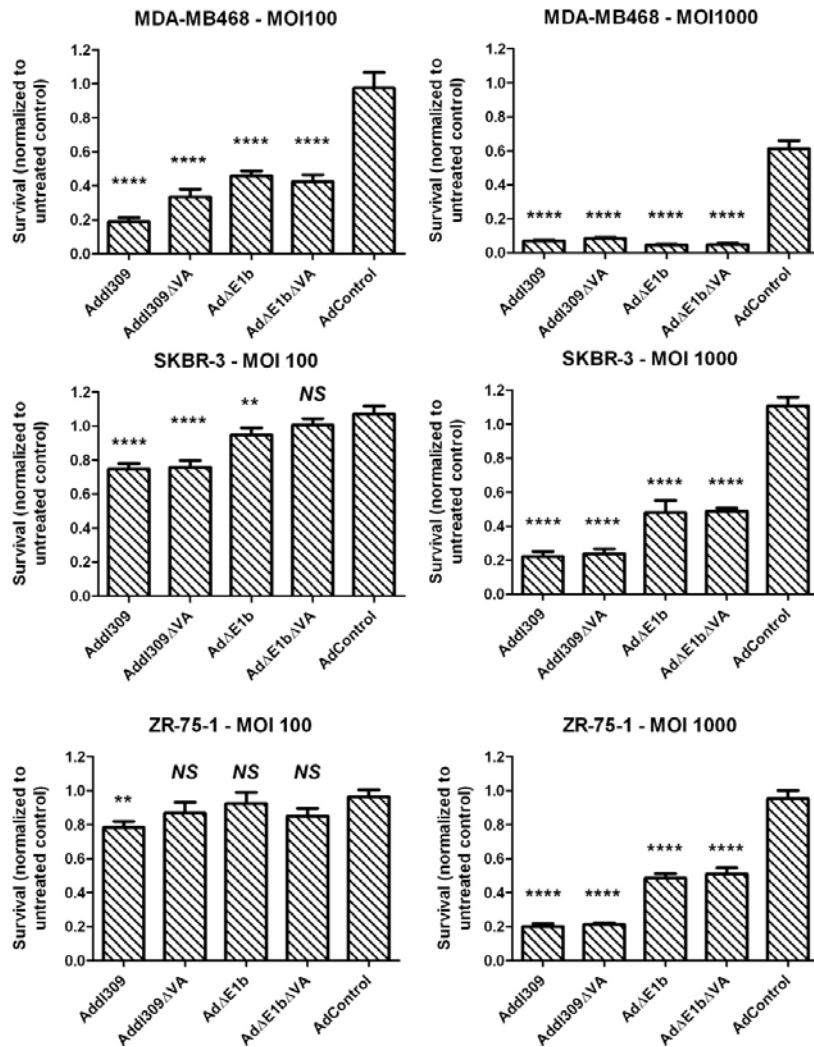 MDA-MB468 - MOI100
Survival (normalized to
untreated control)
1.2
1.0
0.8
0.6
0.4
0.2
0.0
****
****
****
****
Addl309
Addl309ΔVA
AdΔE1b
AdΔE1bΔVA
AdControl
MDA-MB468 - MOI1000
Survival (normalized to
untreated control)
1.2
1.0
0.8
0.6
0.4
0.2
0.0
****
****
****
****
Addl309
Addl309ΔVA
AdΔE1b
AdΔE1bΔVA
AdControl
SKBR-3 - MOI 100
Survival (normalized to
untreated control)
1.2
1.0
0.8
0.6
0.4
0.2
0.0
****
****
**
NS
Addl309
Addl309ΔVA
AdΔE1b
AdΔE1bΔVA
AdControl
SKBR-3 - MOI 1000
Survival (normalized to
untreated control)
1.2
1.0
0.8
0.6
0.4
0.2
0.0
****
****
****
****
Addl309
Addl309ΔVA
AdΔE1b
AdΔE1bΔVA
AdControl
ZR-75-1 - MOI 100
Survival (normalized to
untreated control)
1.2
1.0
0.8
0.6
0.4
0.2
0.0
**
NS
NS
NS
Addl309
Addl309ΔVA
AdΔE1b
AdΔE1bΔVA
AdControl
ZR-75-1 - MOI 1000
Survival (normalized to
untreated control)
1.2
1.0
0.8
0.6
0.4
0.2
0.0
****
****
****
****
Addl309
Addl309ΔVA
AdΔE1b
AdΔE1bΔVA
AdControl